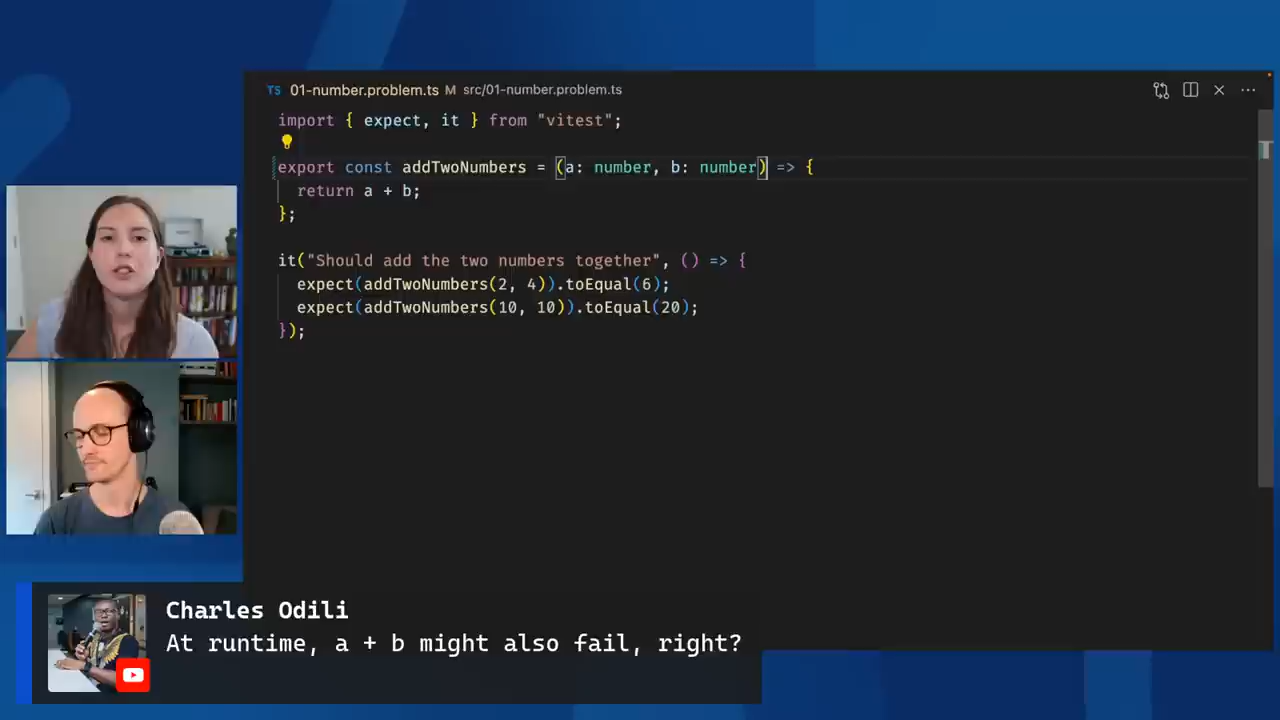 TS 01-number.problem.ts M src/01-number.problem.ts
import { expect, it } from "vitest";
export const addTwoNumbers = (a: number, b: number) => {
return a + b;
};
it("Should add the two numbers together", () => {
expect(addTwoNumbers(2, 4)).toEqual(6);
expect(addTwoNumbers(10, 10)).toEqual(20);
});
Charles Odili
At runtime, a + b might also fail, right?